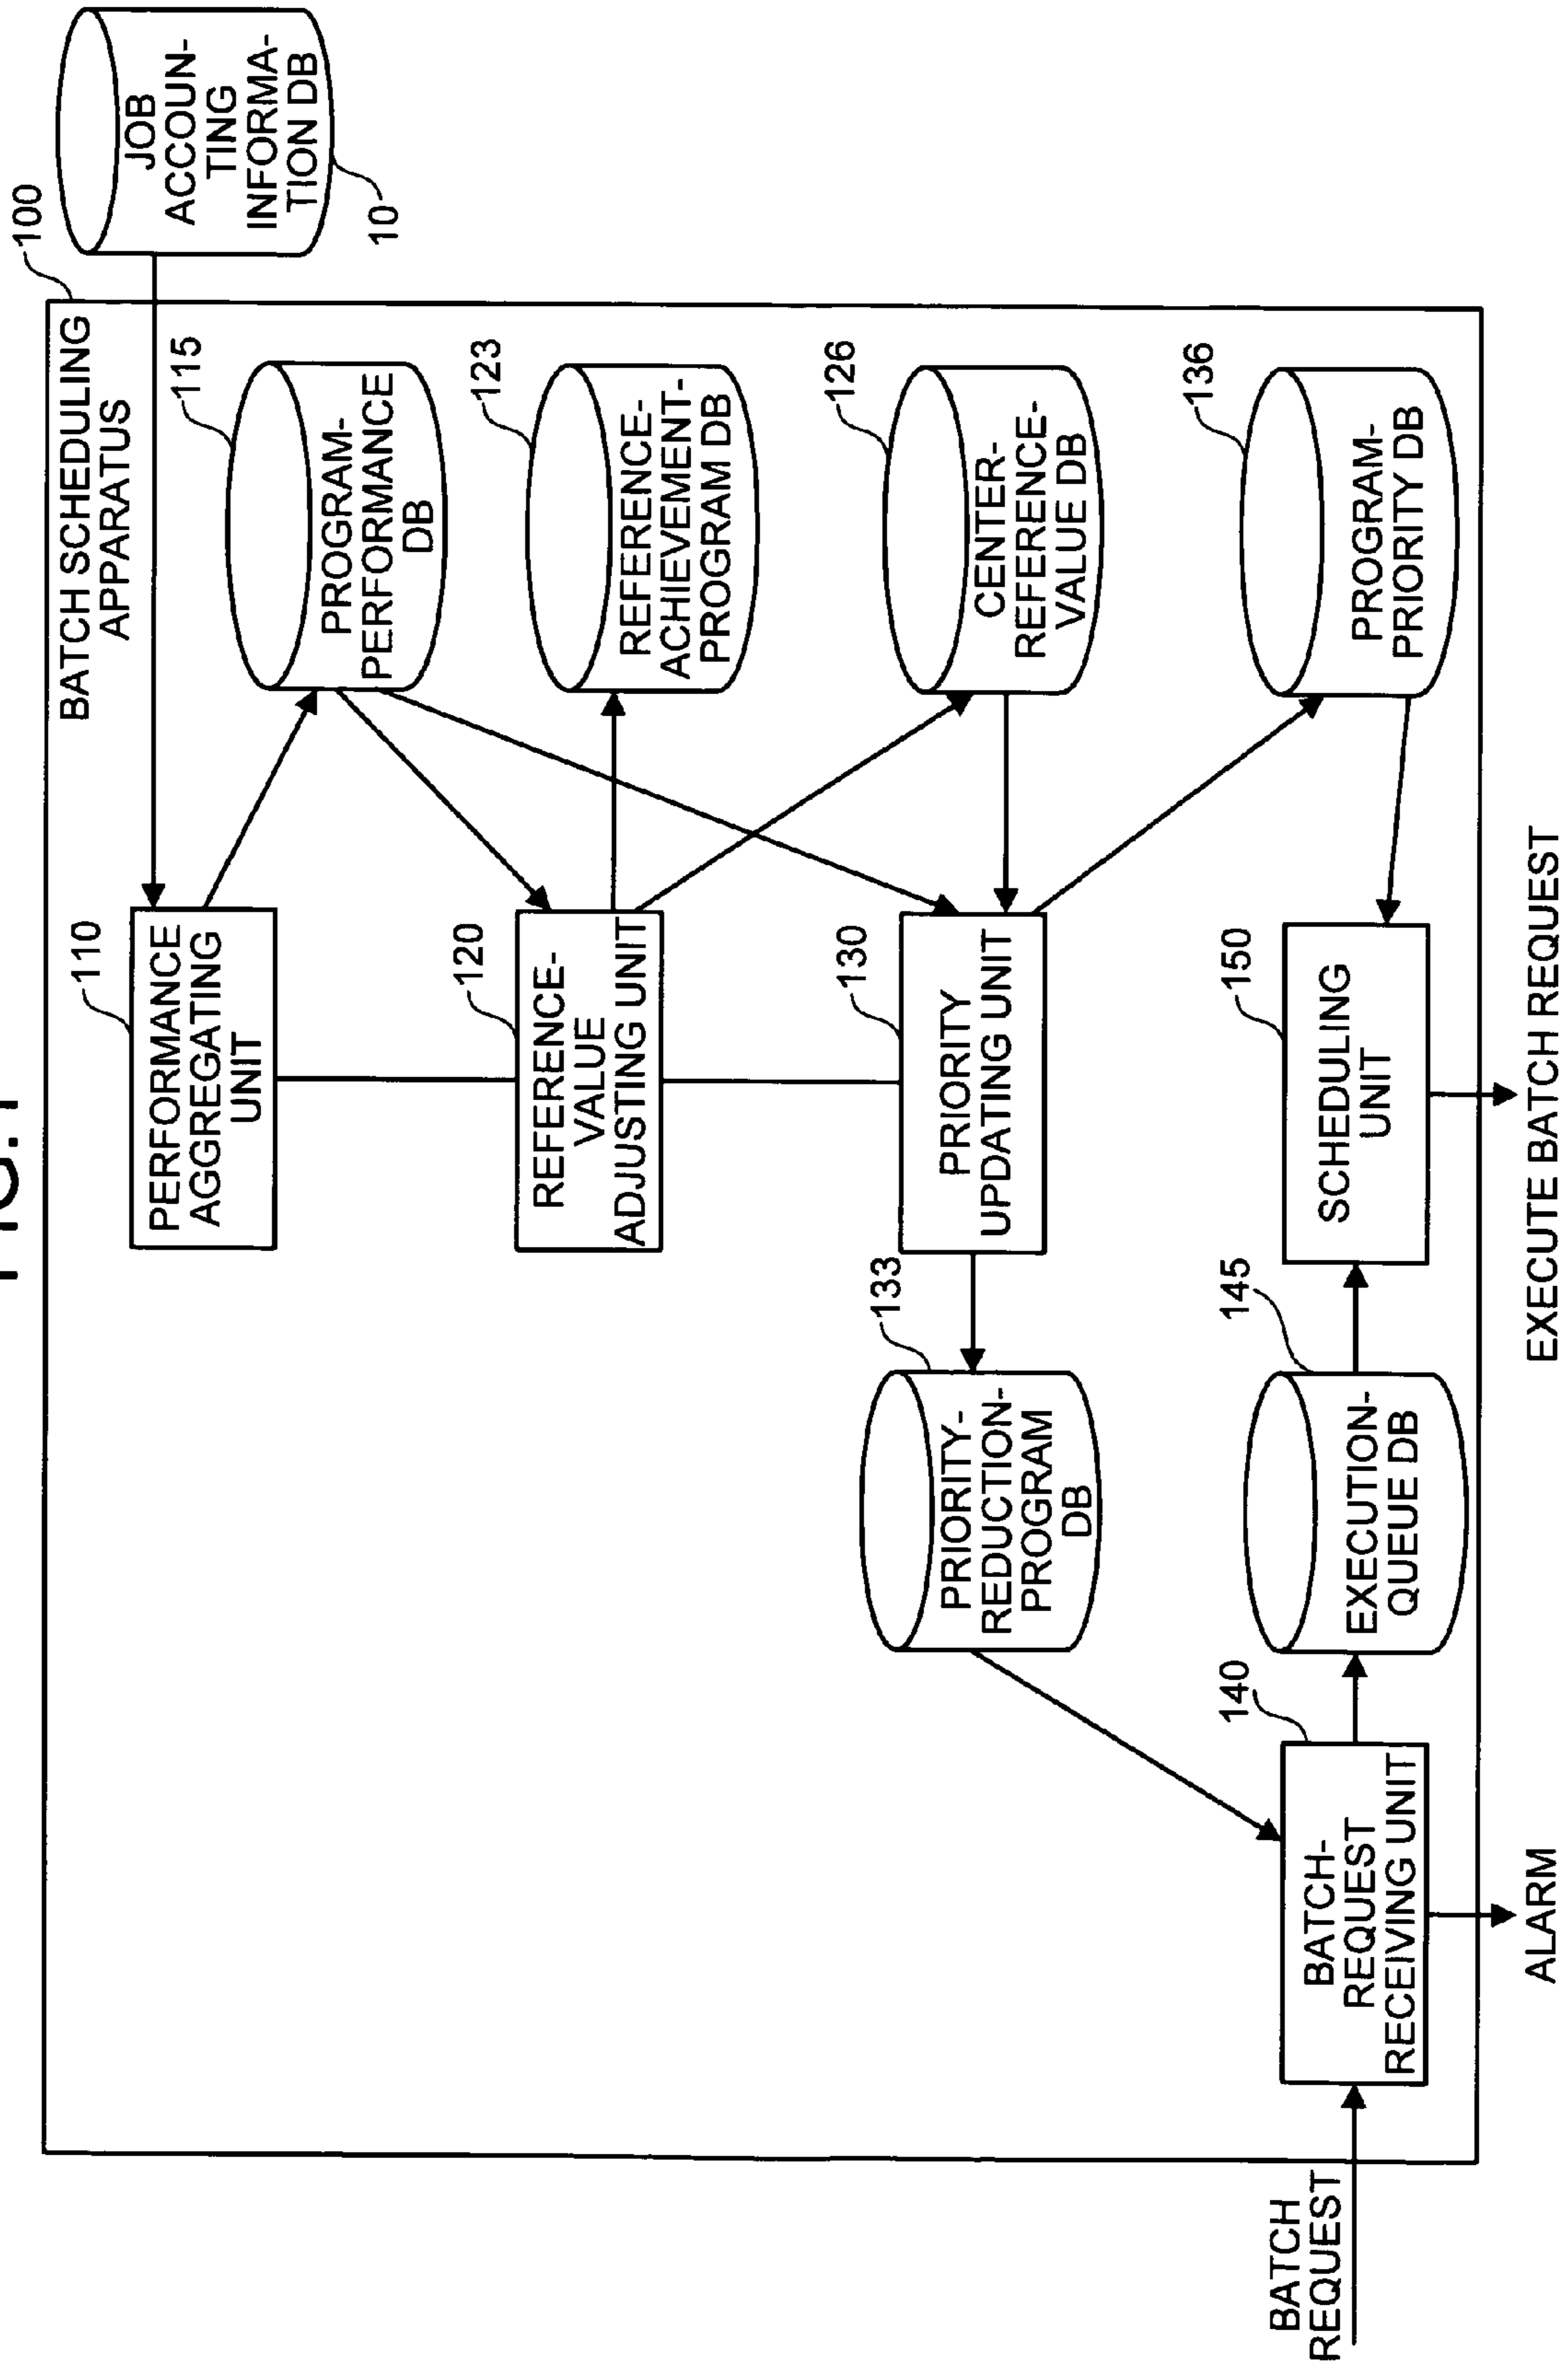 FIG.1
100
BATCH SCHEDULING
APPARATUS
JOB
ACCOUN-
TING
INFORMA-
TION DB
10
110
PERFORMANCE
AGGREGATING
UNIT
115
PROGRAM-
PERFORMANCE
DB
120
REFERENCE-
VALUE
ADJUSTING UNIT
123
REFERENCE-
ACHIEVEMENT-
PROGRAM DB
133
PRIORITY-
REDUCTION-
PROGRAM
DB
130
PRIORITY
UPDATING UNIT
126
CENTER-
REFERENCE-
VALUE DB
BATCH
REQUEST
140
BATCH-
REQUEST
RECEIVING UNIT
145
EXECUTION-
QUEUE DB
150
SCHEDULING
UNIT
136
PROGRAM-
PRIORITY DB
ALARM
EXECUTE BATCH REQUEST